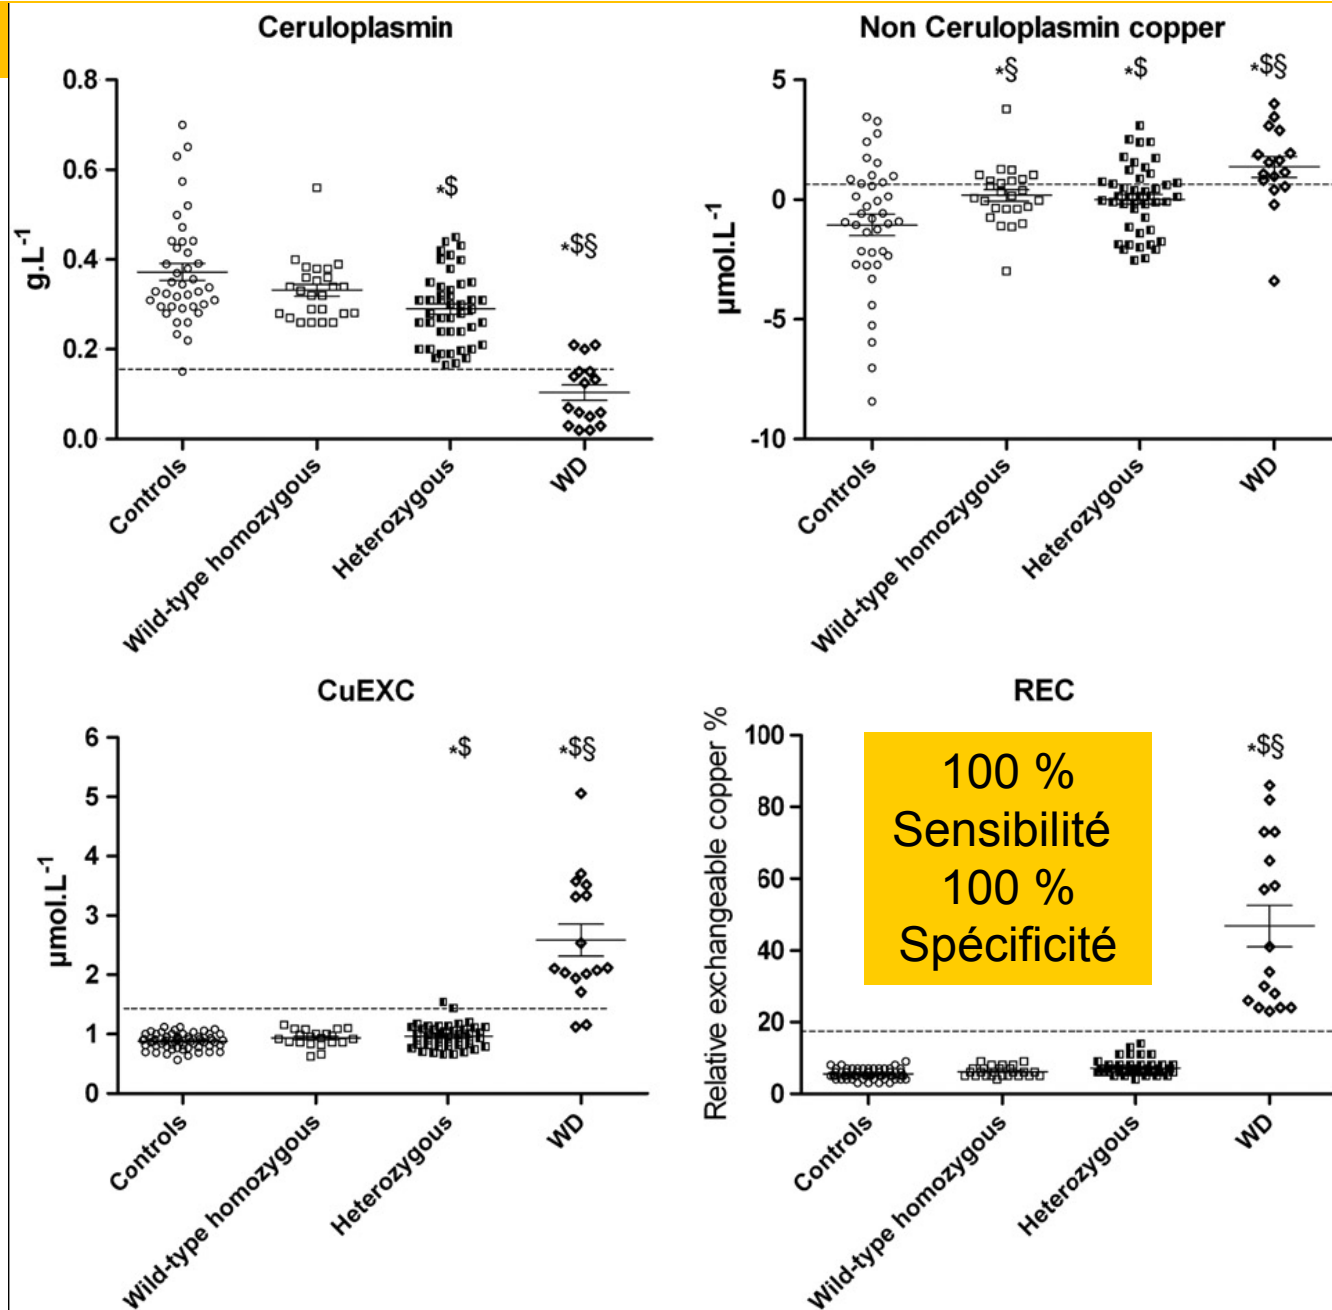 Ceruloplasmin
g.L-1
0.8
0.6
0.4
0.2
0.0
*$
*$§
Controls
Wild-type homozygous
Heterozygous
WD
Non Ceruloplasmin copper
µmol.L-1
5
0
-5
-10
*§
*$
*$§
Controls
Wild-type homozygous
Heterozygous
WD
CuEXC
µmol.L-1
6
5
4
3
2
1
0
*$
*$§
Controls
Wild-type homozygous
Heterozygous
WD
REC
Relative exchangeable copper %
100
80
60
40
20
0
100 %
Sensibilité
100 %
Spécificité
*$§
Controls
Wild-type homozygous
Heterozygous
WD